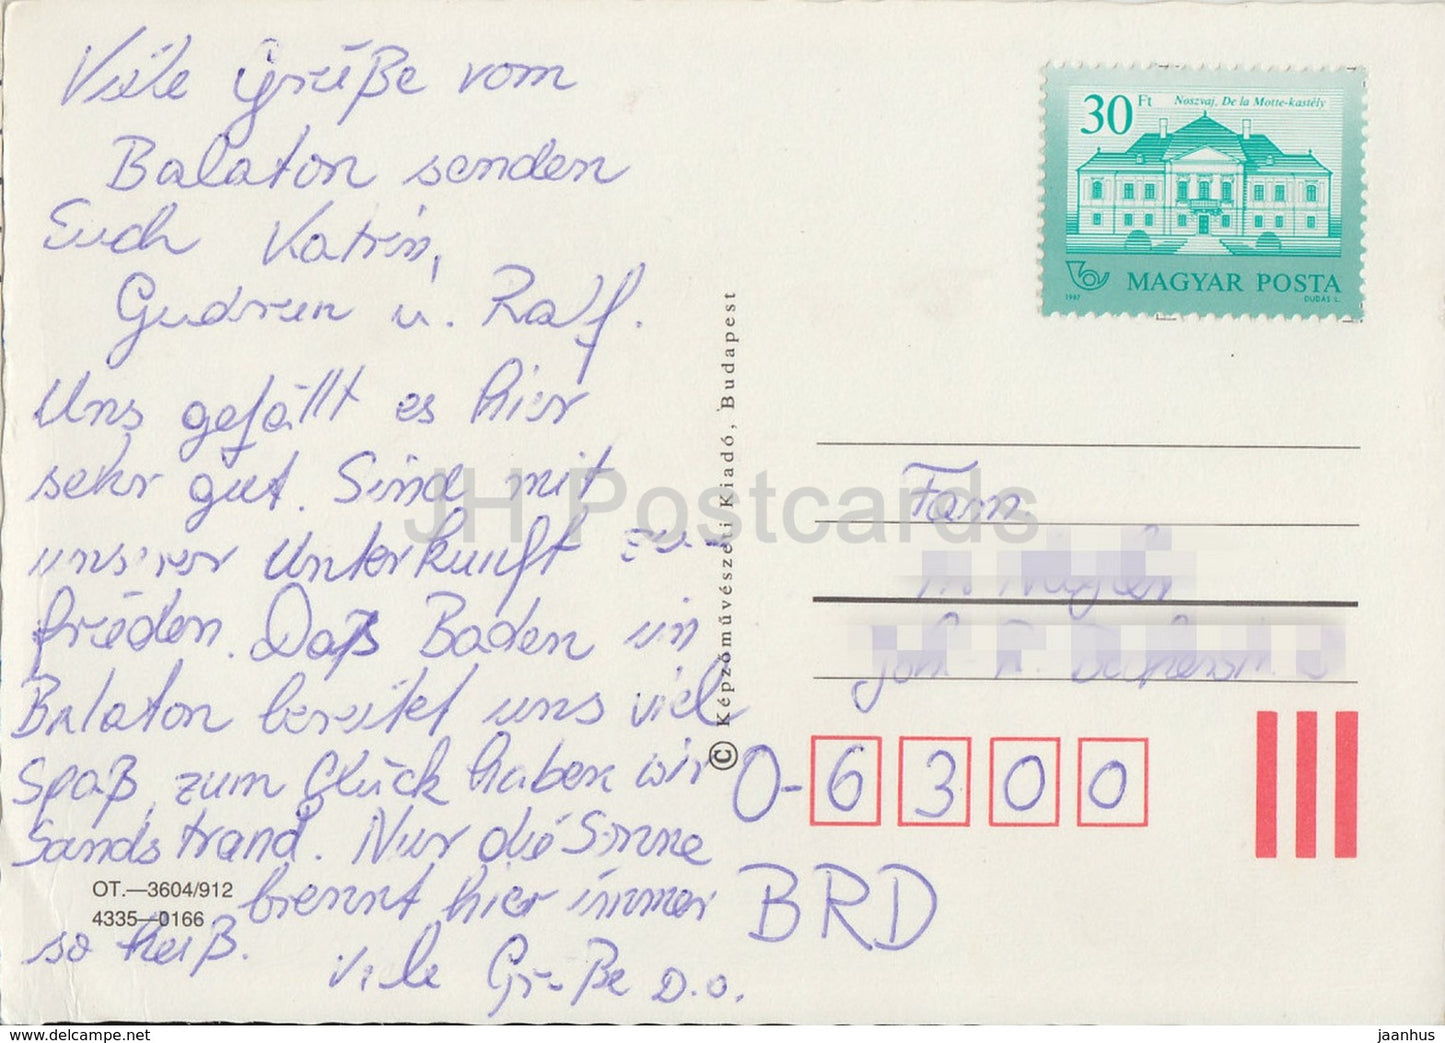 Viele Grüße vom
Balaton senden
Euch Katrin,
Gudrun u. Ralf.
Uns gefällt es hier
sehr gut. Sind mit
unserer Unterkunft zu-
frieden. Daß Baden im
Balaton bereitet uns viel
Spaß, zum Glück haben wir
Sandstrand. Nur die Sonne
brennt hier immer
so heiß.
Viele Grüße D.O.
OT.—3604/912
4335—0166
© Képzőművészeti Kiadó, Budapest
30 Ft
Noszvaj, De la Motte-kastély
MAGYAR POSTA
1987
DUDÁS L.
Fam.
O-6300
BRD
JH Postcards
delcampe.net
jaanhus